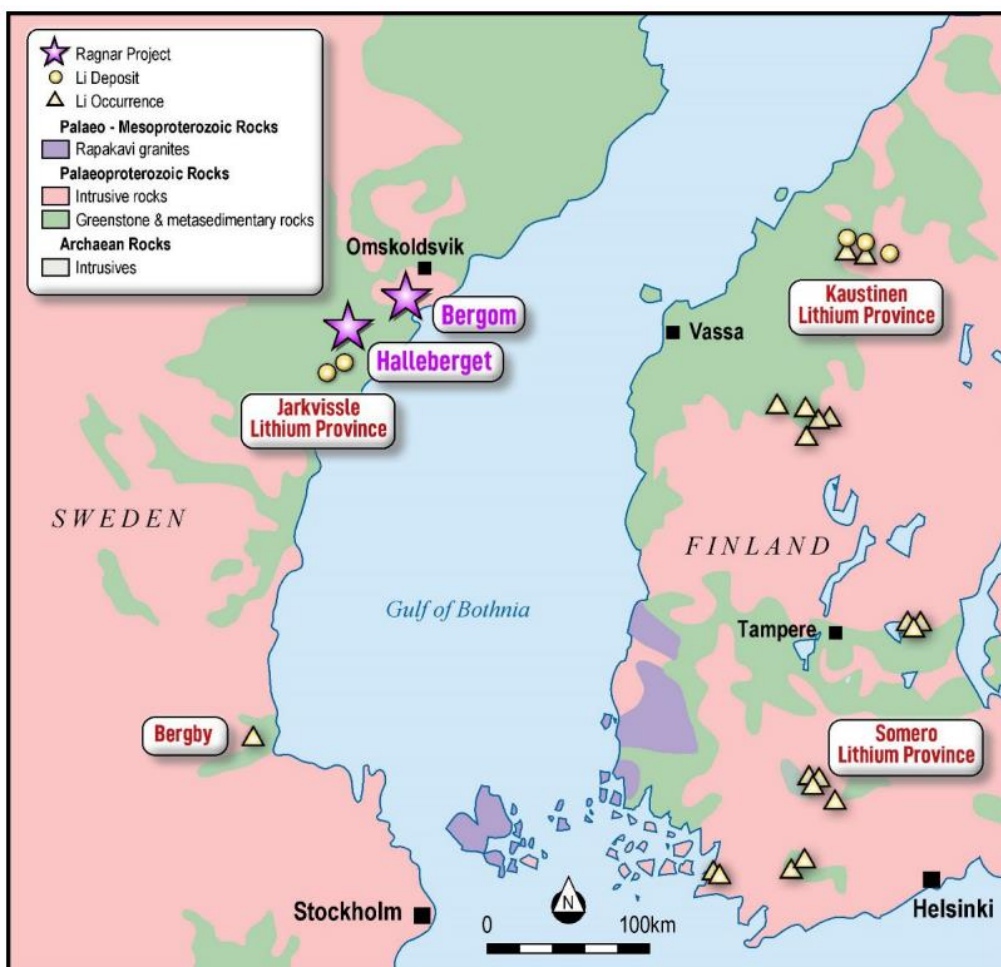 Ragnar Project
Li Deposit
Li Occurrence
Palaeo - Mesoproterozoic Rocks
Rapakavi granites
Palaeoproterozoic Rocks
Intrusive rocks
Greenstone & metasedimentary rocks
Archaean Rocks
Intrusives
Omskoldsvik
Bergom
Halleberget
Jarkvissle
Lithium Province
Kaustinen
Lithium Province
Vassa
SWEDEN
FINLAND
Gulf of Bothnia
Tampere
Bergby
Somero
Lithium Province
Stockholm
N
0 100km
Helsinki